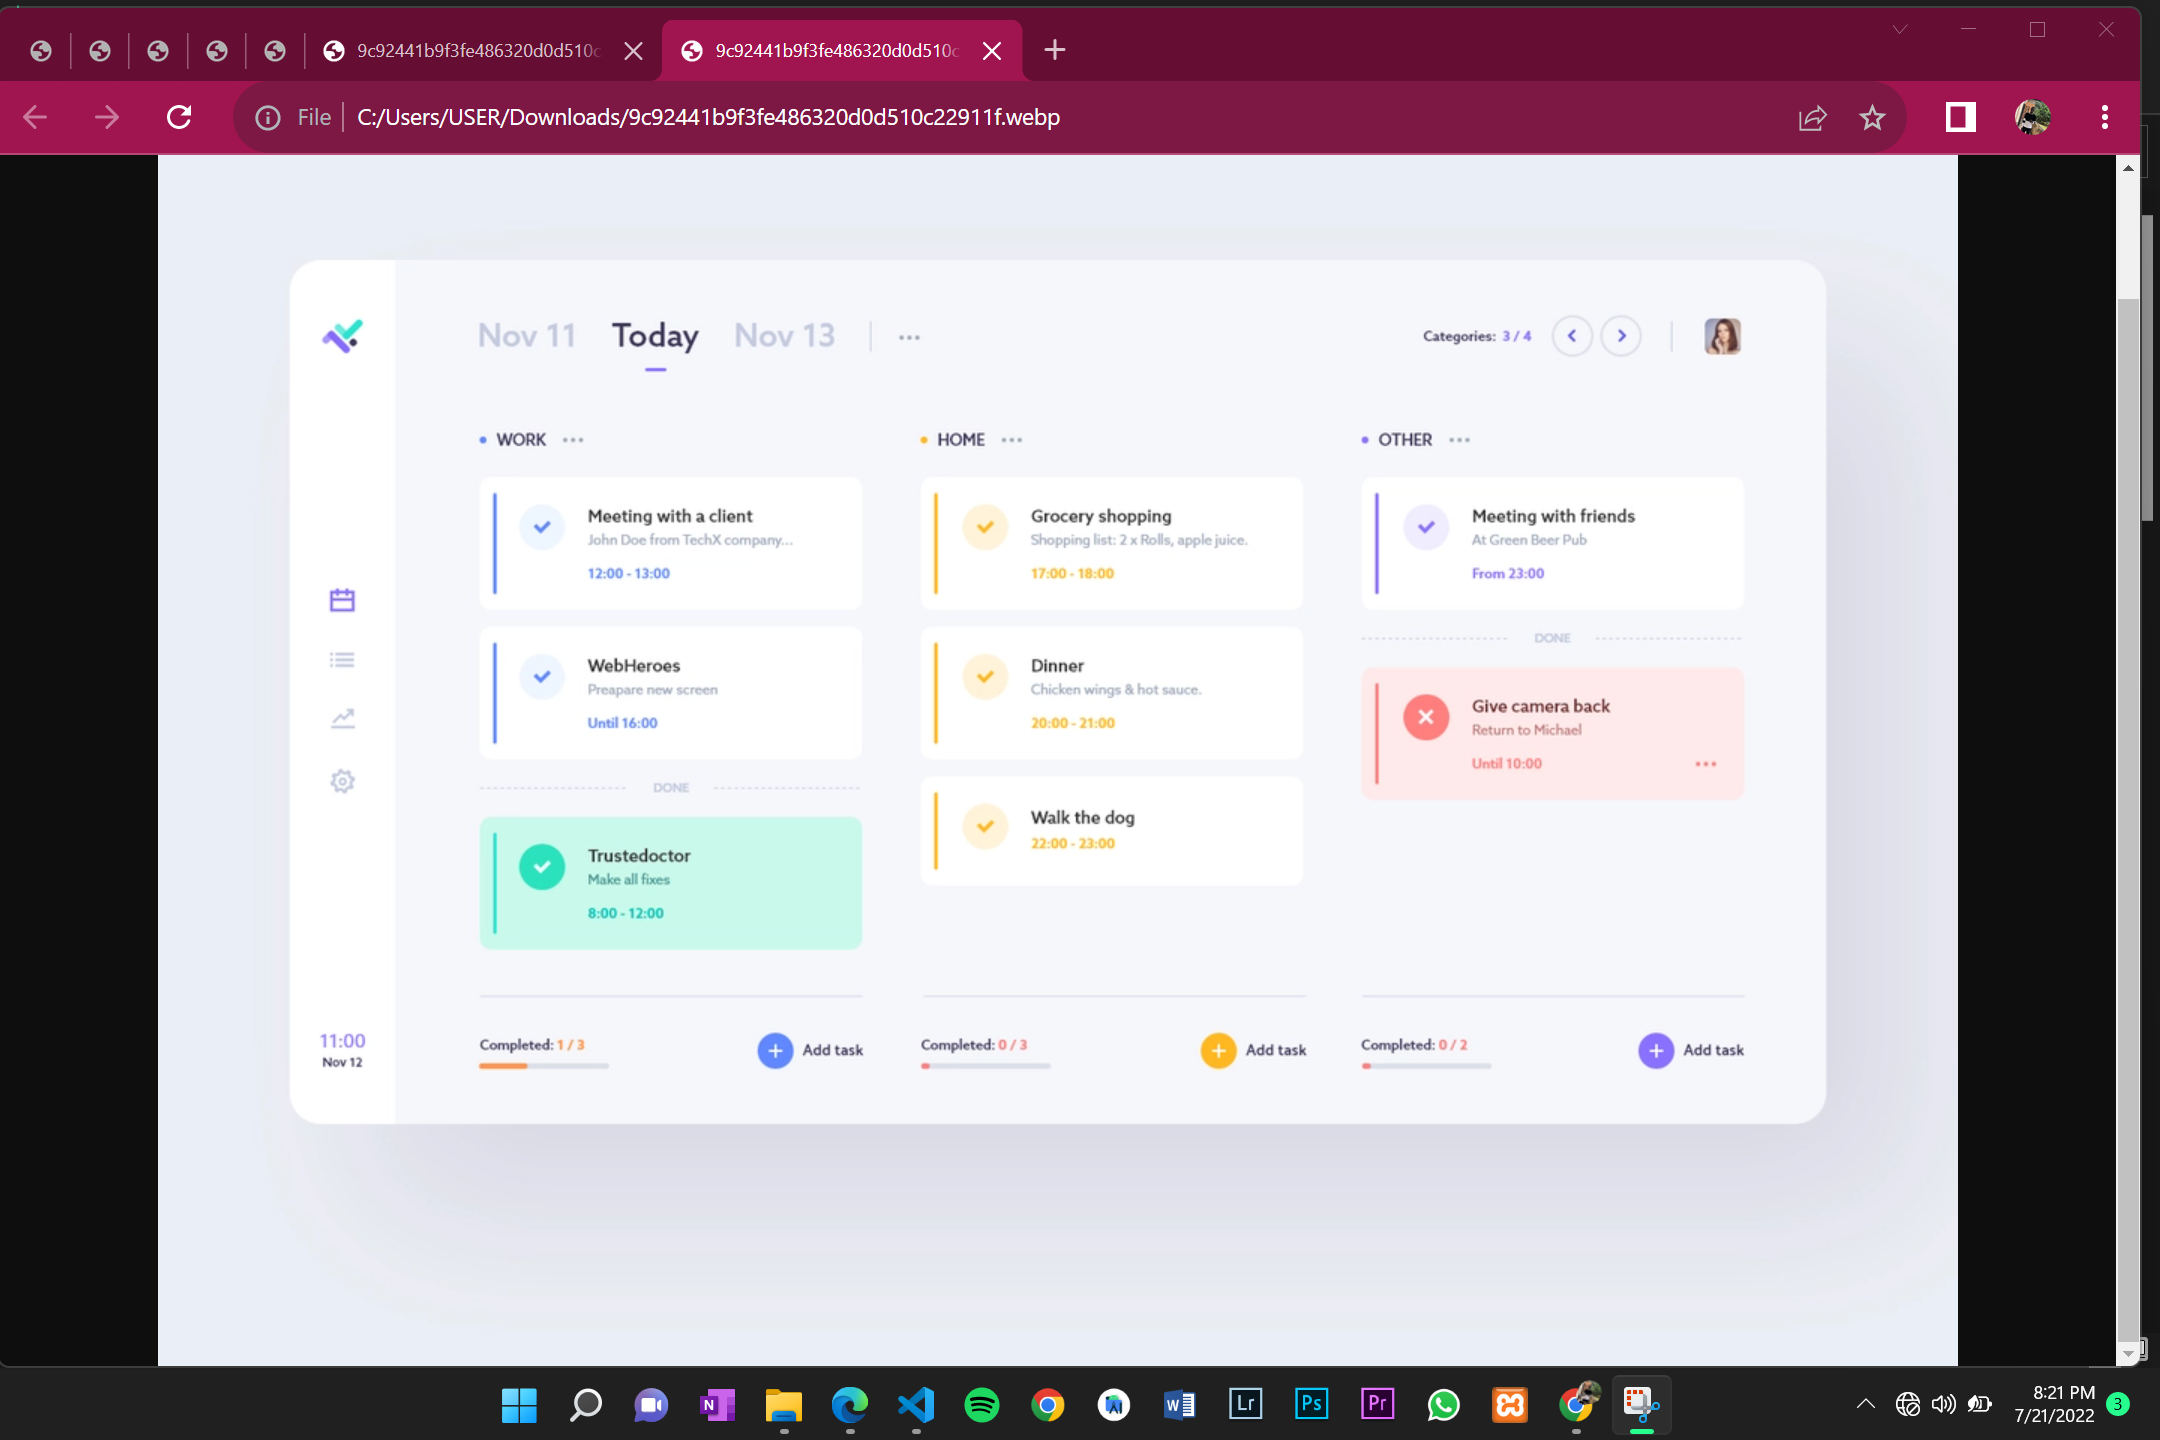 9c92441b9f3fe486320d0d510c
9c92441b9f3fe486320d0d510c
File
C:/Users/USER/Downloads/9c92441b9f3fe486320d0d510c22911f.webp
Nov 11 Today Nov 13
Categories: 3 / 4
WORK
Meeting with a client
John Doe from TechX company...
12:00 - 13:00
WebHeroes
Preapare new screen
Until 16:00
DONE
Trustedoctor
Make all fixes
8:00 - 12:00
Completed: 1 / 3
Add task
HOME
Grocery shopping
Shopping list: 2 x Rolls, apple juice.
17:00 - 18:00
Dinner
Chicken wings & hot sauce.
20:00 - 21:00
Walk the dog
22:00 - 23:00
Completed: 0 / 3
Add task
OTHER
Meeting with friends
At Green Beer Pub
From 23:00
DONE
Give camera back
Return to Michael
Until 10:00
Completed: 0 / 2
Add task
11:00
Nov 12
N
W
Lr
Ps
Pr
8:21 PM
7/21/2022
3